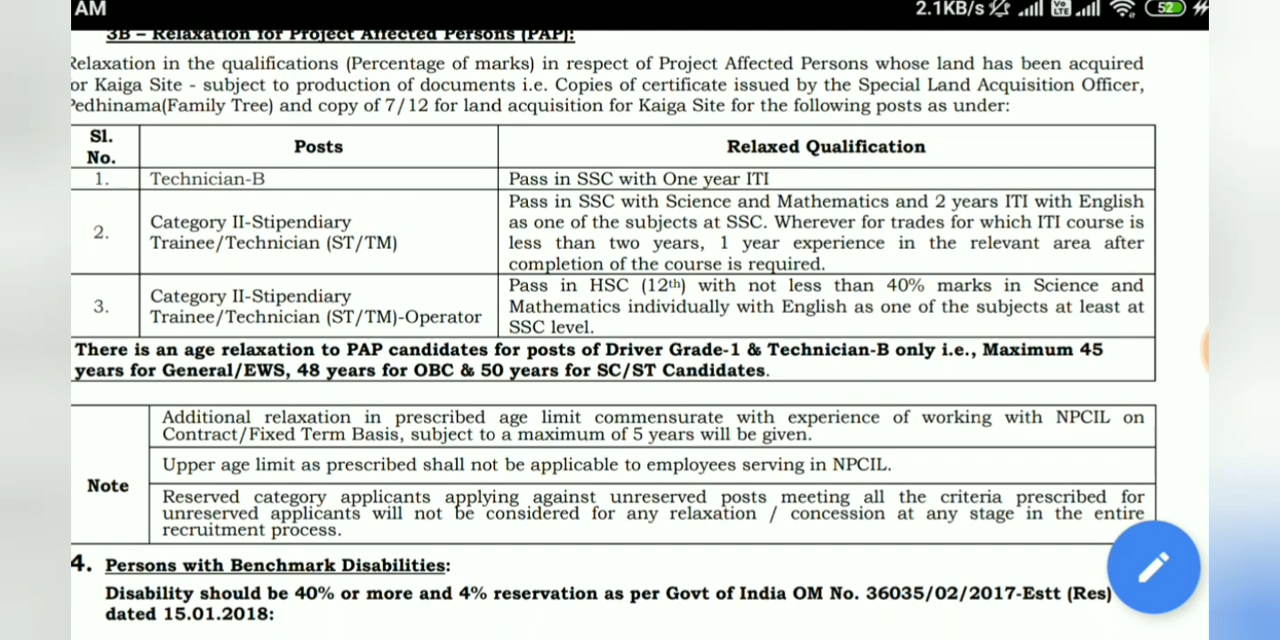 AM
2.1KB/s Vo LTE 52
3B – Relaxation for Project Affected Persons (PAP):
Relaxation in the qualifications (Percentage of marks) in respect of Project Affected Persons whose land has been acquired
or Kaiga Site - subject to production of documents i.e. Copies of certificate issued by the Special Land Acquisition Officer,
Pedhinama(Family Tree) and copy of 7/12 for land acquisition for Kaiga Site for the following posts as under:
Sl.
No.
Posts
Relaxed Qualification
1.
Technician-B
Pass in SSC with One year ITI
2.
Category II-Stipendiary
Trainee/Technician (ST/TM)
Pass in SSC with Science and Mathematics and 2 years ITI with English
as one of the subjects at SSC. Wherever for trades for which ITI course is
less than two years, 1 year experience in the relevant area after
completion of the course is required.
3.
Category II-Stipendiary
Trainee/Technician (ST/TM)-Operator
Pass in HSC (12th) with not less than 40% marks in Science and
Mathematics individually with English as one of the subjects at least at
SSC level.
There is an age relaxation to PAP candidates for posts of Driver Grade-1 & Technician-B only i.e., Maximum 45
years for General/EWS, 48 years for OBC & 50 years for SC/ST Candidates.
Note
Additional relaxation in prescribed age limit commensurate with experience of working with NPCIL on
Contract/Fixed Term Basis, subject to a maximum of 5 years will be given.
Upper age limit as prescribed shall not be applicable to employees serving in NPCIL.
Reserved category applicants applying against unreserved posts meeting all the criteria prescribed for
unreserved applicants will not be considered for any relaxation / concession at any stage in the entire
recruitment process.
4. Persons with Benchmark Disabilities:
Disability should be 40% or more and 4% reservation as per Govt of India OM No. 36035/02/2017-Estt (Res)
dated 15.01.2018: